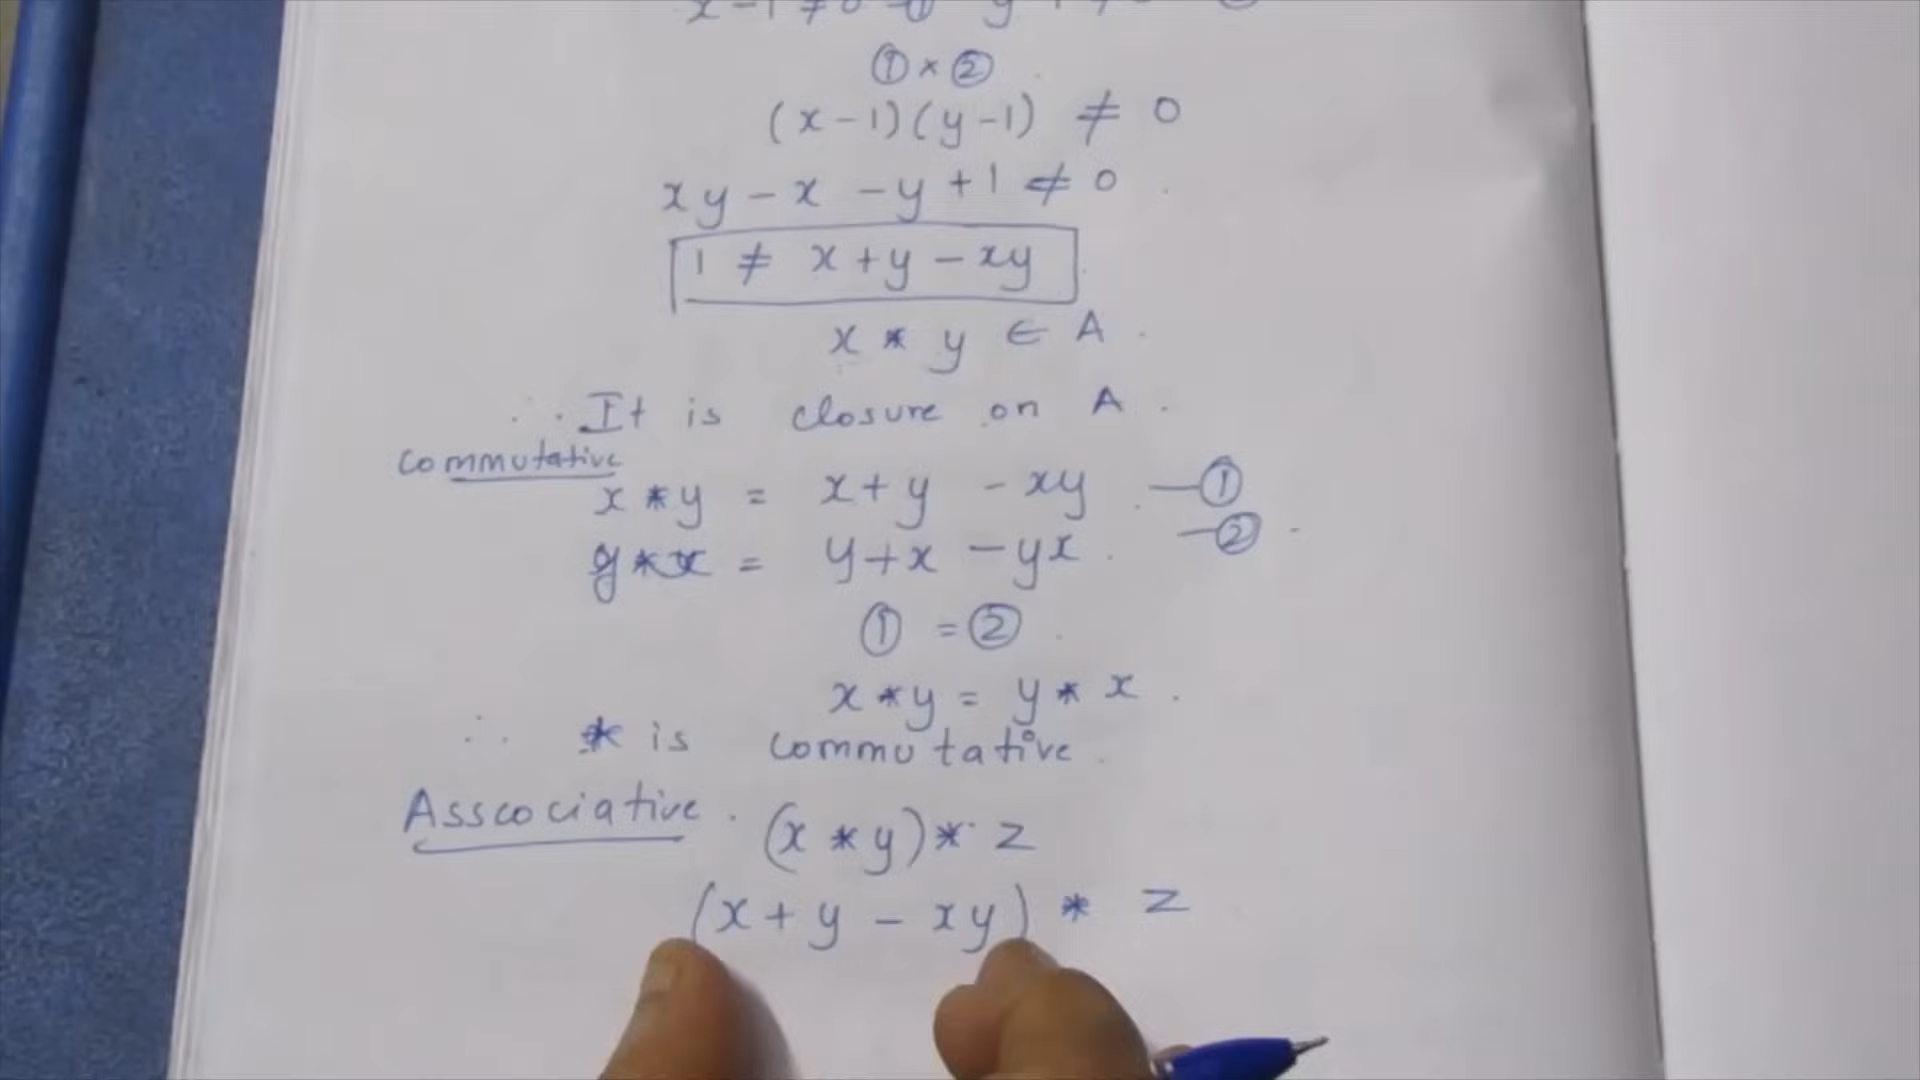 ① × ②
(x-1)(y-1) ≠ 0
xy - x - y + 1 ≠ 0
1 ≠ x + y - xy
x * y ∈ A.
∴ It is closure on A.
Commutative
x * y = x + y - xy —①
y * x = y + x - yx. —②
① = ②
x * y = y * x.
∴ * is commutative.
Asscociative. (x * y) * z
(x + y - xy) * z